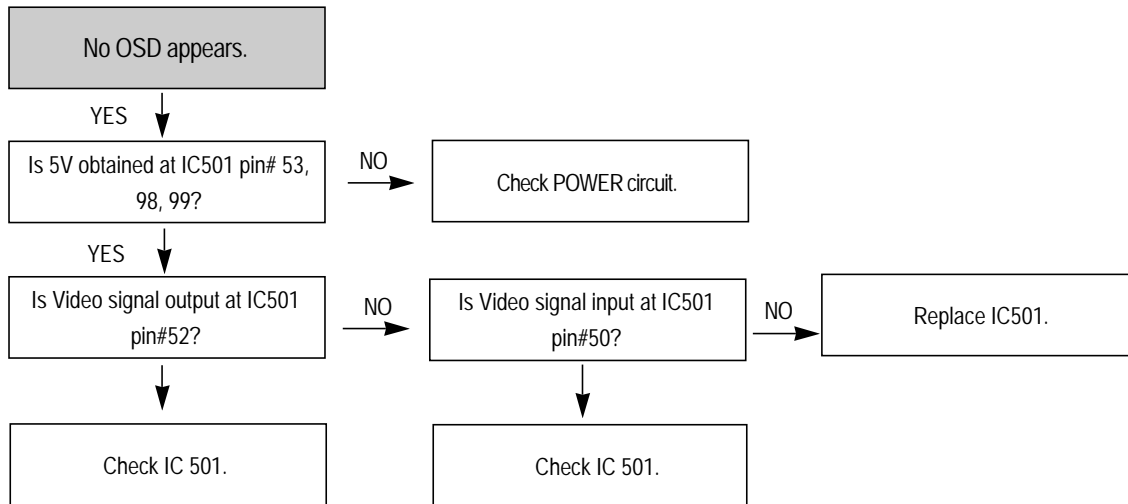 No OSD appears.
YES
Is 5V obtained at IC501 pin# 53,
98, 99?
NO
Check POWER circuit.
YES
Is Video signal output at IC501
pin#52?
NO
Is Video signal input at IC501
pin#50?
NO
Replace IC501.
Check IC 501.
Check IC 501.